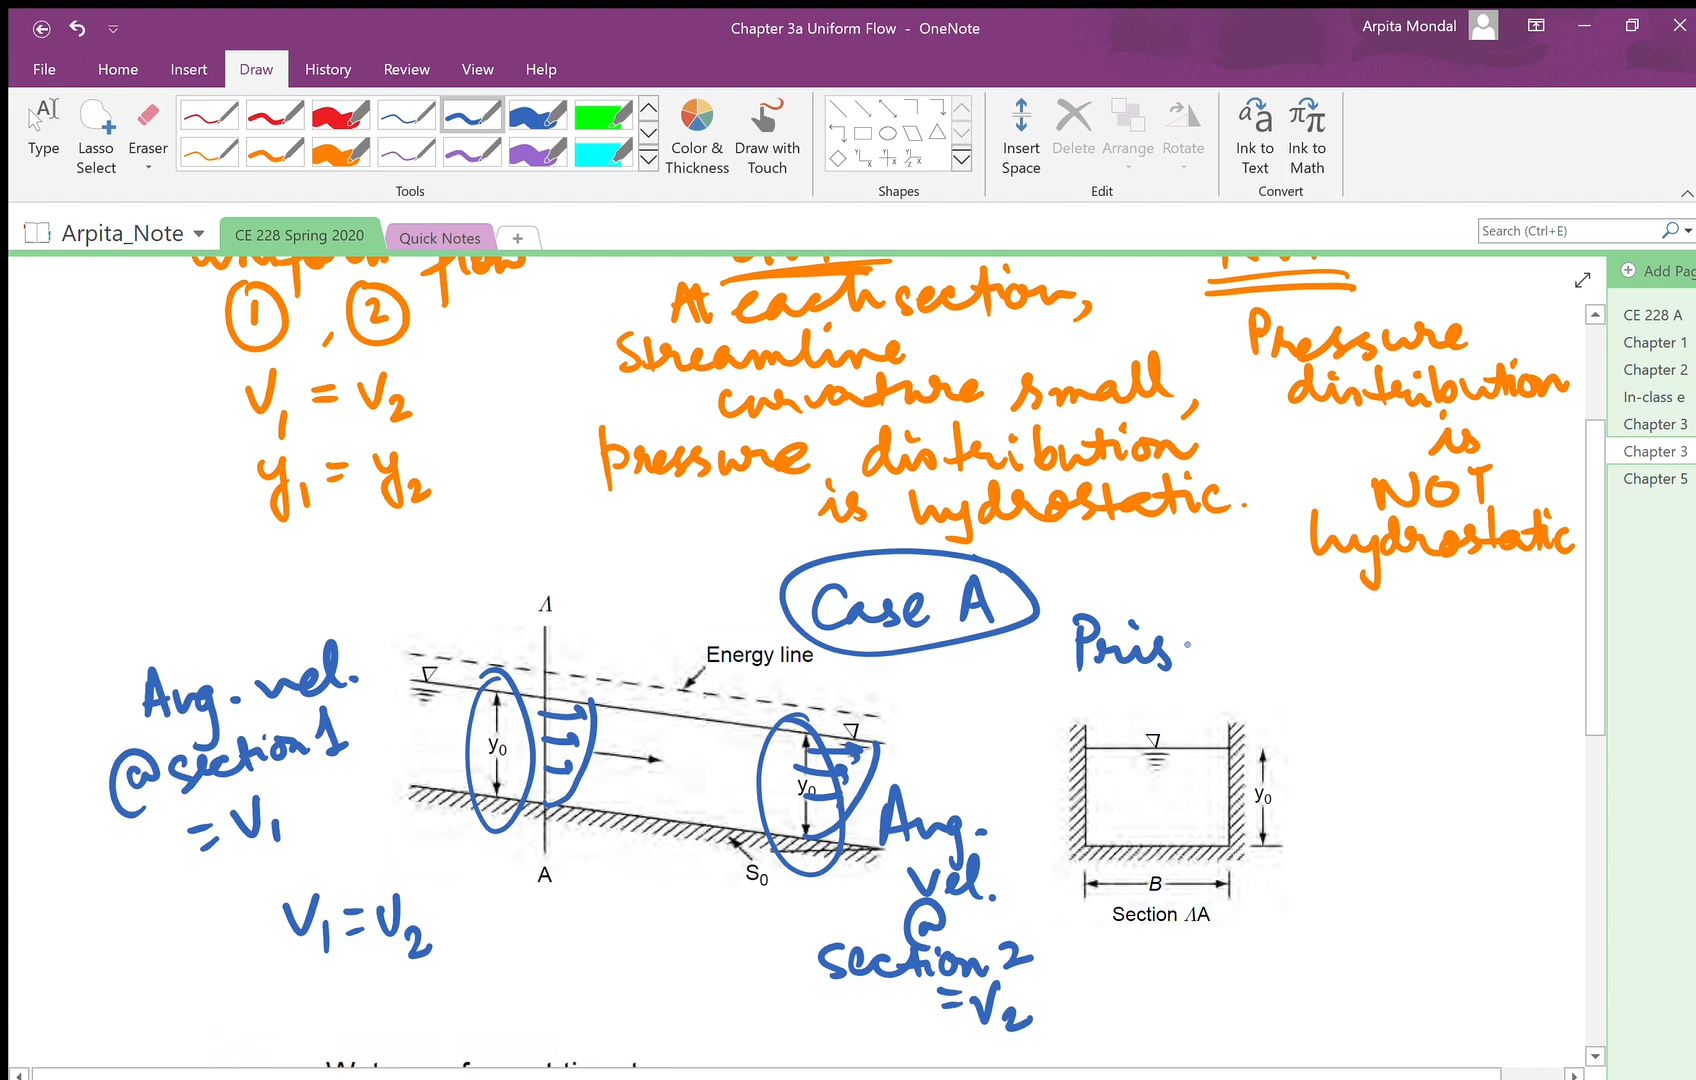 Chapter 3a Uniform Flow - OneNote
Arpita Mondal
File Home Insert Draw History Review View Help
Type
Lasso Select
Eraser
Color & Thickness
Draw with Touch
Insert Space
Delete
Arrange
Rotate
Ink to Text
Ink to Math
Tools
Shapes
Edit
Convert
Arpita_Note
CE 228 Spring 2020
Quick Notes
Search (Ctrl+E)
Add Pag
CE 228 A
Chapter 1
Chapter 2
In-class e
Chapter 3
Chapter 3
Chapter 5
uniform flow
1, 2
V1 = V2
y1 = y2
At each section,
streamline
curvature small,
pressure distribution
is hydrostatic.
Pressure
distribution
is
NOT
hydrostatic
Case A
Pris
Avg. vel.
@ section 1
= V1
V1 = V2
A
Energy line
y0
y0
S0
A
Avg.
vel.
@
section 2
= V2
y0
B
Section AA